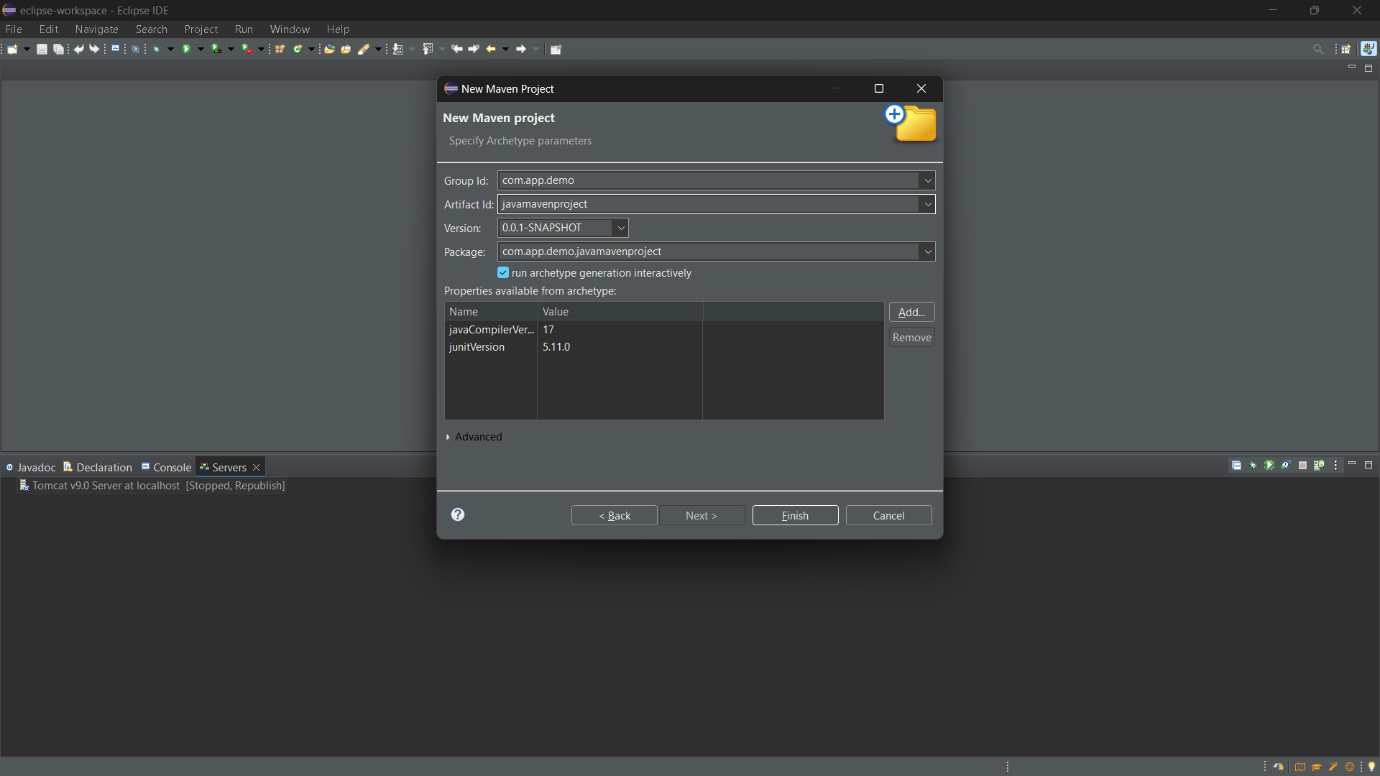 eclipse-workspace - Eclipse IDE
File Edit Navigate Search Project Run Window Help
New Maven Project
New Maven project
Specify Archetype parameters
Group Id: com.app.demo
Artifact Id: javamavenproject
Version: 0.0.1-SNAPSHOT
Package: com.app.demo.javamavenproject
run archetype generation interactively
Properties available from archetype:
Name Value
Add...
javaCompilerVer... 17
Remove
junitVersion 5.11.0
Advanced
Javadoc Declaration Console Servers
Tomcat v9.0 Server at localhost [Stopped, Republish]
? < Back Next > Finish Cancel